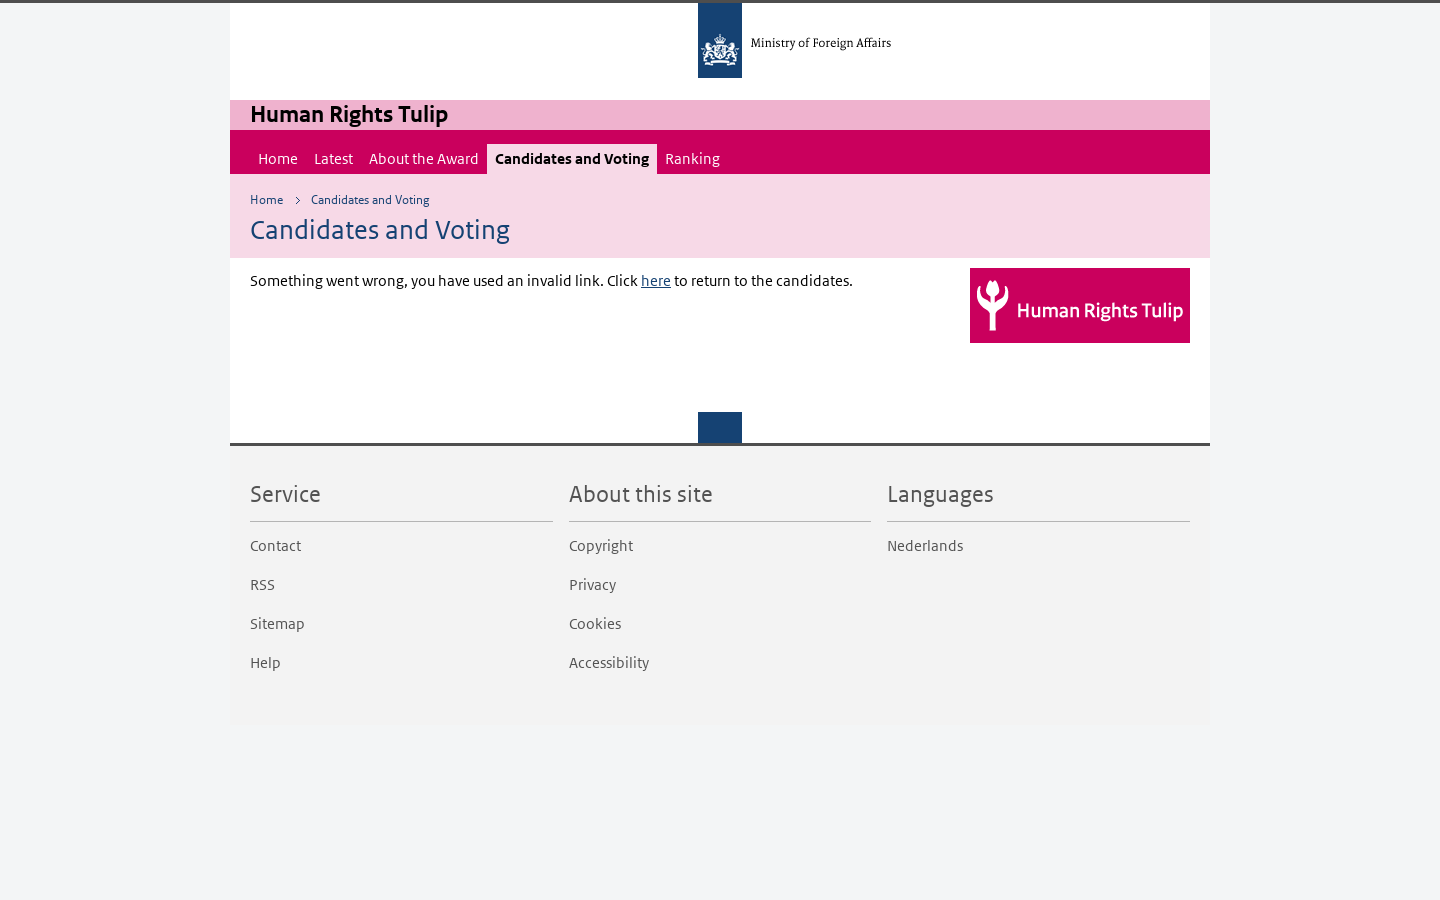 Ministry of Foreign Affairs
Human Rights Tulip
Home Latest About the Award Candidates and Voting Ranking
Home > Candidates and Voting
Candidates and Voting
Something went wrong, you have used an invalid link. Click here to return to the candidates.
Human Rights Tulip
Service
Contact
RSS
Sitemap
Help
About this site
Copyright
Privacy
Cookies
Accessibility
Languages
Nederlands